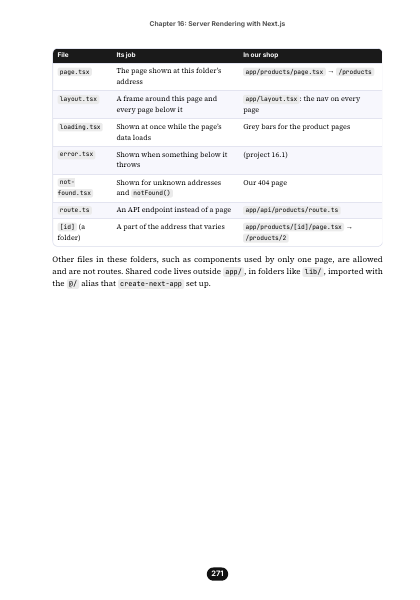 Chapter 16: Server Rendering with Next.js
File Its job In our shop
page.tsx The page shown at this folder's app/products/page.tsx → /products
address
layout.tsx A frame around this page and app/layout.tsx : the nav on every
every page below it page
loading.tsx Shown at once while the page's Grey bars for the product pages
data loads
error.tsx Shown when something below it (project 16.1)
throws
not- Shown for unknown addresses Our 404 page
found.tsx and notFound()
route.ts An API endpoint instead of a page app/api/products/route.ts
[id] (a A part of the address that varies app/products/[id]/page.tsx →
folder) /products/2
Other files in these folders, such as components used by only one page, are allowed
and are not routes. Shared code lives outside app/ , in folders like lib/ , imported with
the @/ alias that create-next-app set up.
271